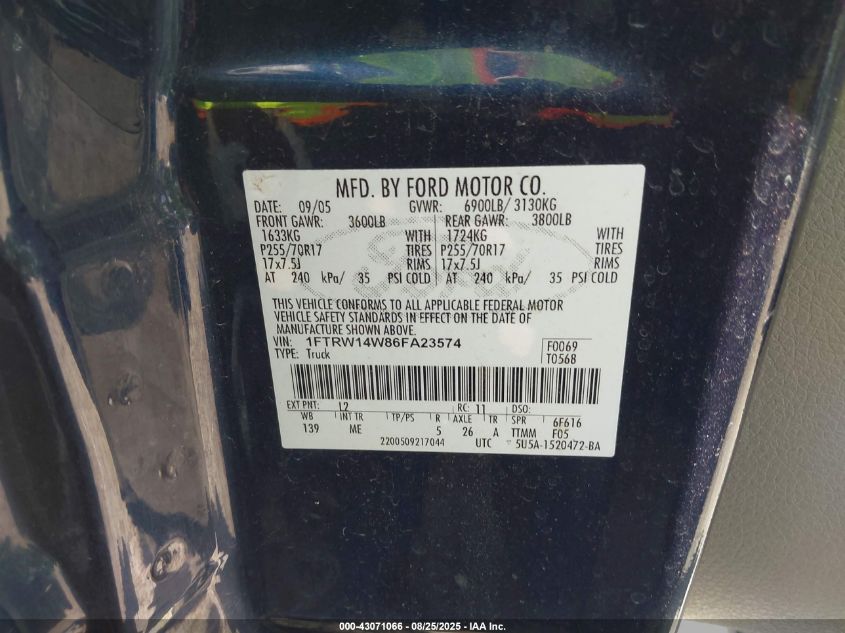 MFD. BY FORD MOTOR CO.
DATE: 09/05 GVWR: 6900LB/ 3130KG
FRONT GAWR: 3600LB REAR GAWR: 3800LB
1633KG WITH 1724KG WITH
P255/70R17 TIRES P255/70R17 TIRES
17x7.5J RIMS 17x7.5J RIMS
AT 240 kPa/ 35 PSI COLD AT 240 kPa/ 35 PSI COLD
THIS VEHICLE CONFORMS TO ALL APPLICABLE FEDERAL MOTOR
VEHICLE SAFETY STANDARDS IN EFFECT ON THE DATE OF
MANUFACTURE SHOWN ABOVE.
VIN: 1FTRW14W86FA23574 F0069
TYPE: Truck T056B
EXT PNT: L2 RC: 11 DSO:
WB INT TR TP/PS R AXLE TR SPR 6F616
139 ME 5 26 A TTMM F05
2200509217044 UTC 5U5A-1520472-BA
000-43071066 - 08/25/2025 - IAA Inc.